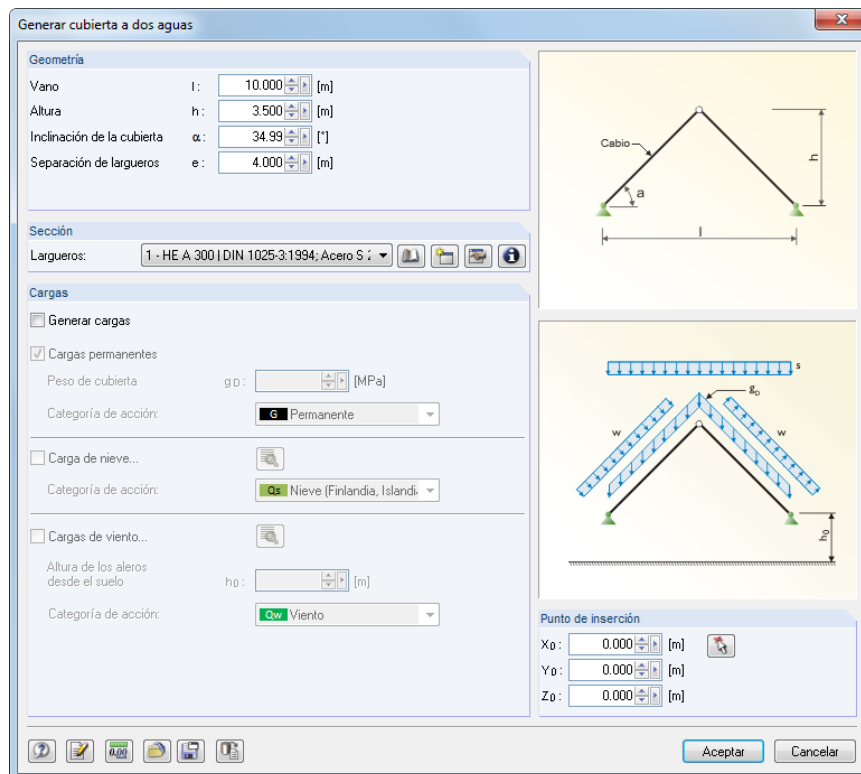 Generar cubierta a dos aguas
Geometría
Vano l : 10.000 [m]
Altura h : 3.500 [m]
Inclinación de la cubierta α : 34.99 [°]
Separación de largueros e : 4.000 [m]
Sección
Largueros: 1 - HE A 300 | DIN 1025-3:1994; Acero S 2
Cargas
Generar cargas
Cargas permanentes
Peso de cubierta g0 : [MPa]
Categoría de acción: G Permanente
Carga de nieve...
Categoría de acción: Qs Nieve (Finlandia, Islandi
Cargas de viento...
Altura de los aleros
desde el suelo h0 : [m]
Categoría de acción: Qw Viento
Cabio
a
h
l
s
g0
w w
h0
Punto de inserción
X0 : 0.000 [m]
Y0 : 0.000 [m]
Z0 : 0.000 [m]
0.00
Aceptar Cancelar